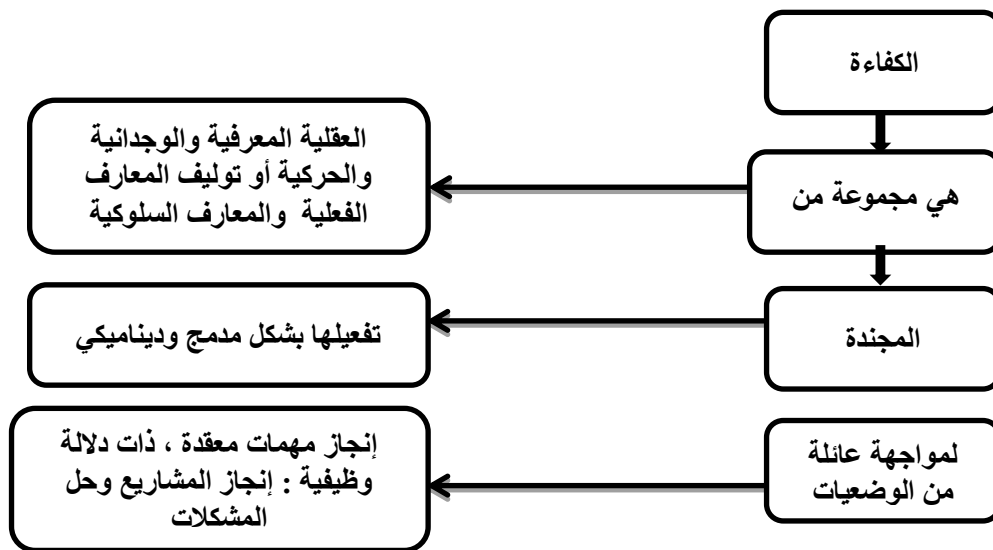 الكفاءة
هي مجموعة من
العقلية المعرفية والوجدانية
والحركية أو توليف المعارف
الفعلية والمعارف السلوكية
المجندة
تفعيلها بشكل مدمج وديناميكي
لمواجهة عائلة
من الوضعيات
إنجاز مهمات معقدة ، ذات دلالة
وظيفية : إنجاز المشاريع وحل
المشكلات